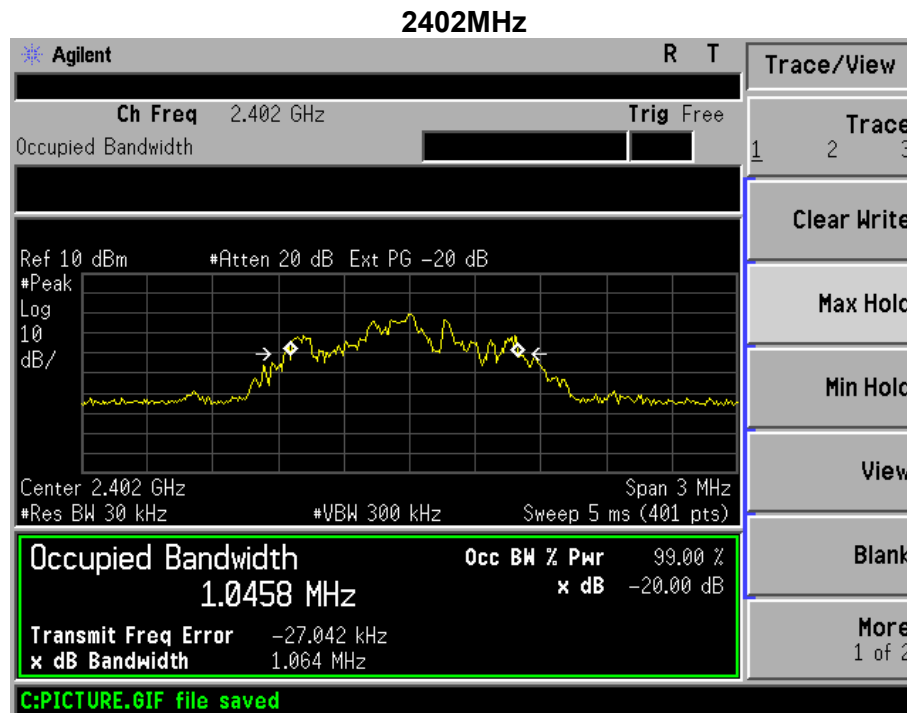 2402MHz
Agilent R T
Trace/View
Ch Freq 2.402 GHz Trig Free
Occupied Bandwidth
Trace
1 2 3
Clear Write
Max Hold
Min Hold
View
Blank
More
1 of 2
Ref 10 dBm #Atten 20 dB Ext PG -20 dB
#Peak
Log
10
dB/
Center 2.402 GHz Span 3 MHz
#Res BW 30 kHz #VBW 300 kHz Sweep 5 ms (401 pts)
Occupied Bandwidth
1.0458 MHz
Occ BW % Pwr 99.00 %
x dB -20.00 dB
Transmit Freq Error -27.042 kHz
x dB Bandwidth 1.064 MHz
C:PICTURE.GIF file saved